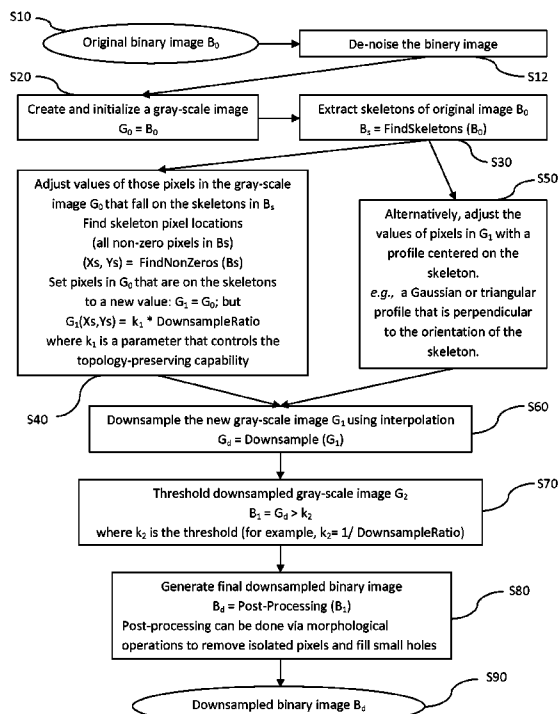 S10
Original binary image B₀
De-noise the binery image
S20
S12
Create and initialize a gray-scale image
G₀ = B₀
Extract skeletons of original image B₀
Bₛ = FindSkeletons (B₀)
S30
S50
Adjust values of those pixels in the gray-scale
image G₀ that fall on the skeletons in Bₛ
Find skeleton pixel locations
(all non-zero pixels in Bs)
(Xs, Ys) = FindNonZeros (Bs)
Set pixels in G₀ that are on the skeletons
to a new value: G₁ = G₀; but
G₁(Xs,Ys) = k₁ * DownsampleRatio
where k₁ is a parameter that controls the
topology-preserving capability
Alternatively, adjust the
values of pixels in G₁ with a
profile centered on the
skeleton.
e.g., a Gaussian or triangular
profile that is perpendicular
to the orientation of the
skeleton.
S40
S60
Downsample the new gray-scale image G₁ using interpolation
G_d = Downsample (G₁)
S70
Threshold downsampled gray-scale image G₂
B₁ = G_d > k₂
where k₂ is the threshold (for example, k₂= 1/ DownsampleRatio)
S80
Generate final downsampled binary image
B_d = Post-Processing (B₁)
Post-processing can be done via morphological
operations to remove isolated pixels and fill small holes
S90
Downsampled binary image B_d